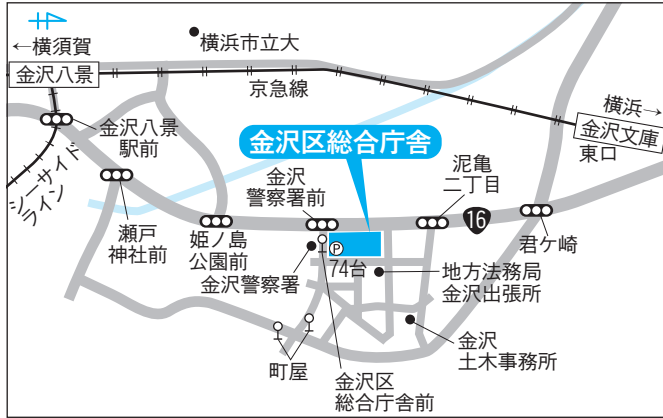 ←横須賀
横浜市立大
金沢八景
京急線
横浜→
金沢文庫
東口
金沢八景
駅前
シーサイド
ライン
金沢区総合庁舎
金沢
警察署前
泥亀
二丁目
16
瀬戸
神社前
姫ノ島
公園前
君ケ崎
金沢警察署
P
74台
地方法務局
金沢出張所
金沢
土木事務所
町屋
金沢区
総合庁舎前